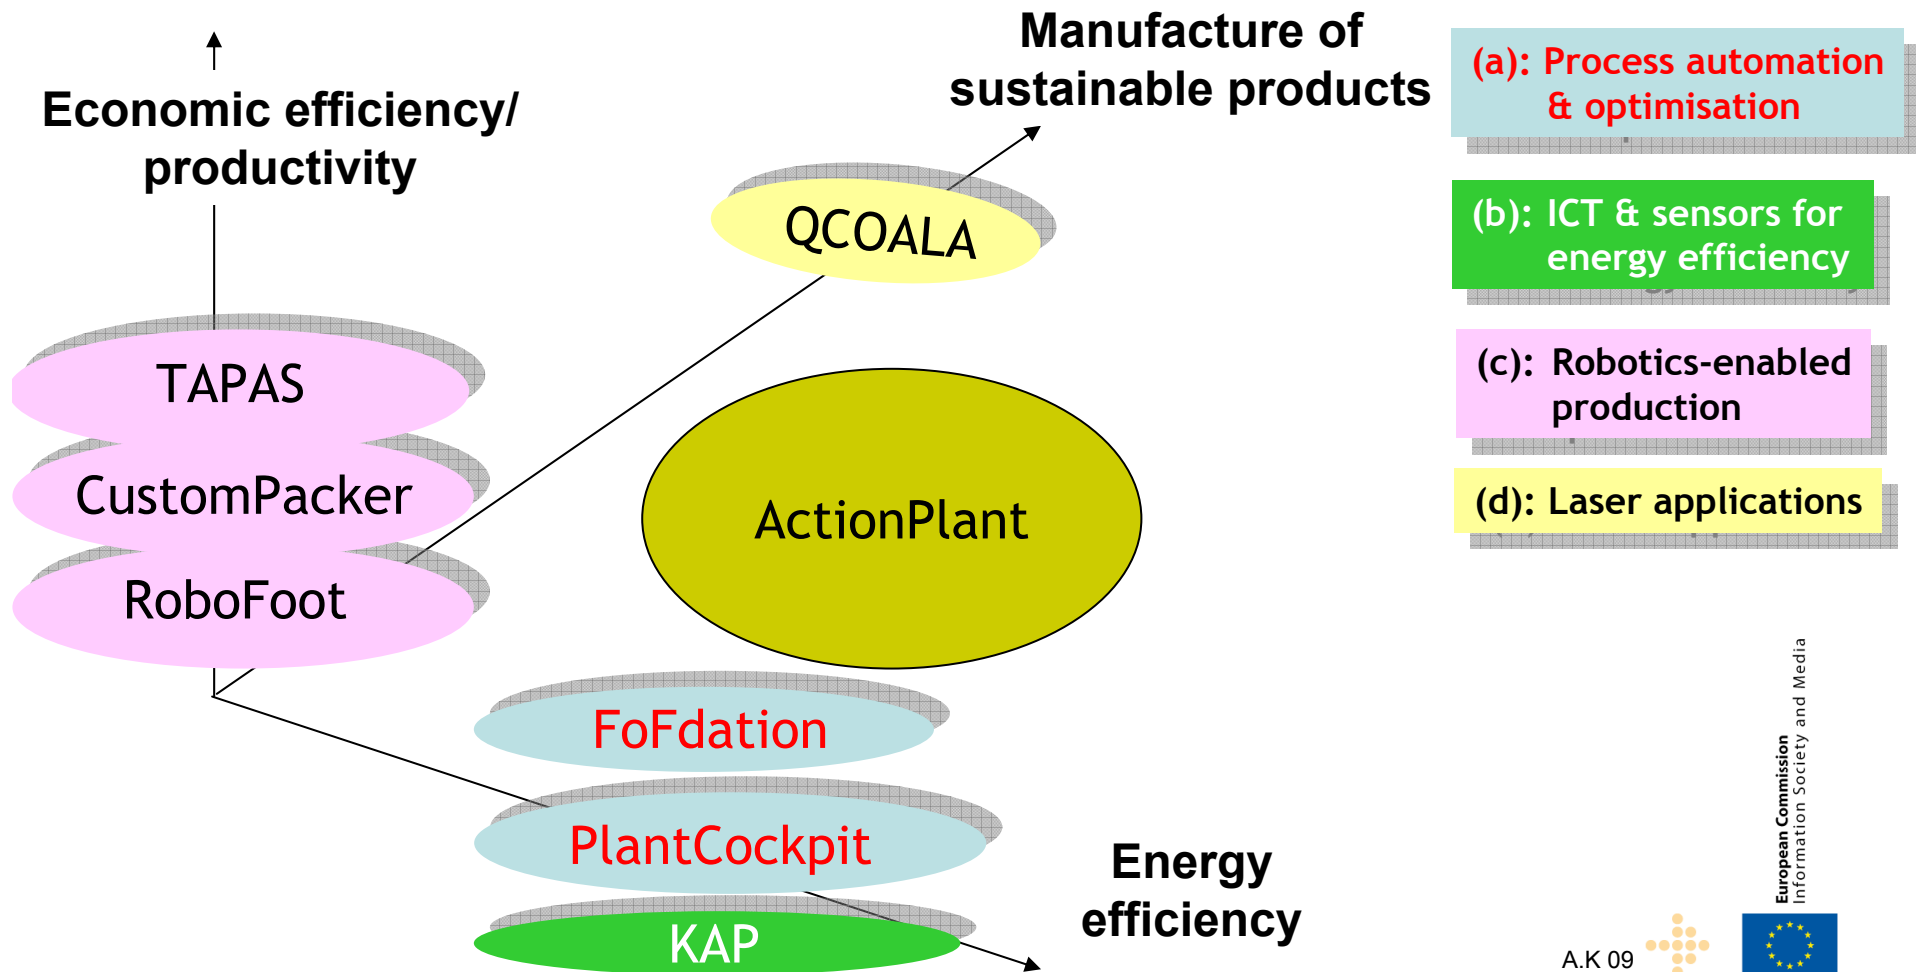 Manufacture of
sustainable products
Economic efficiency/
productivity
QCOALA
TAPAS
CustomPacker
RoboFoot
ActionPlant
FoFdation
PlantCockpit
KAP
Energy
efficiency
(a): Process automation
& optimisation
(b): ICT & sensors for
energy efficiency
(c): Robotics-enabled
production
(d): Laser applications
European Commission
Information Society and Media
A.K 09